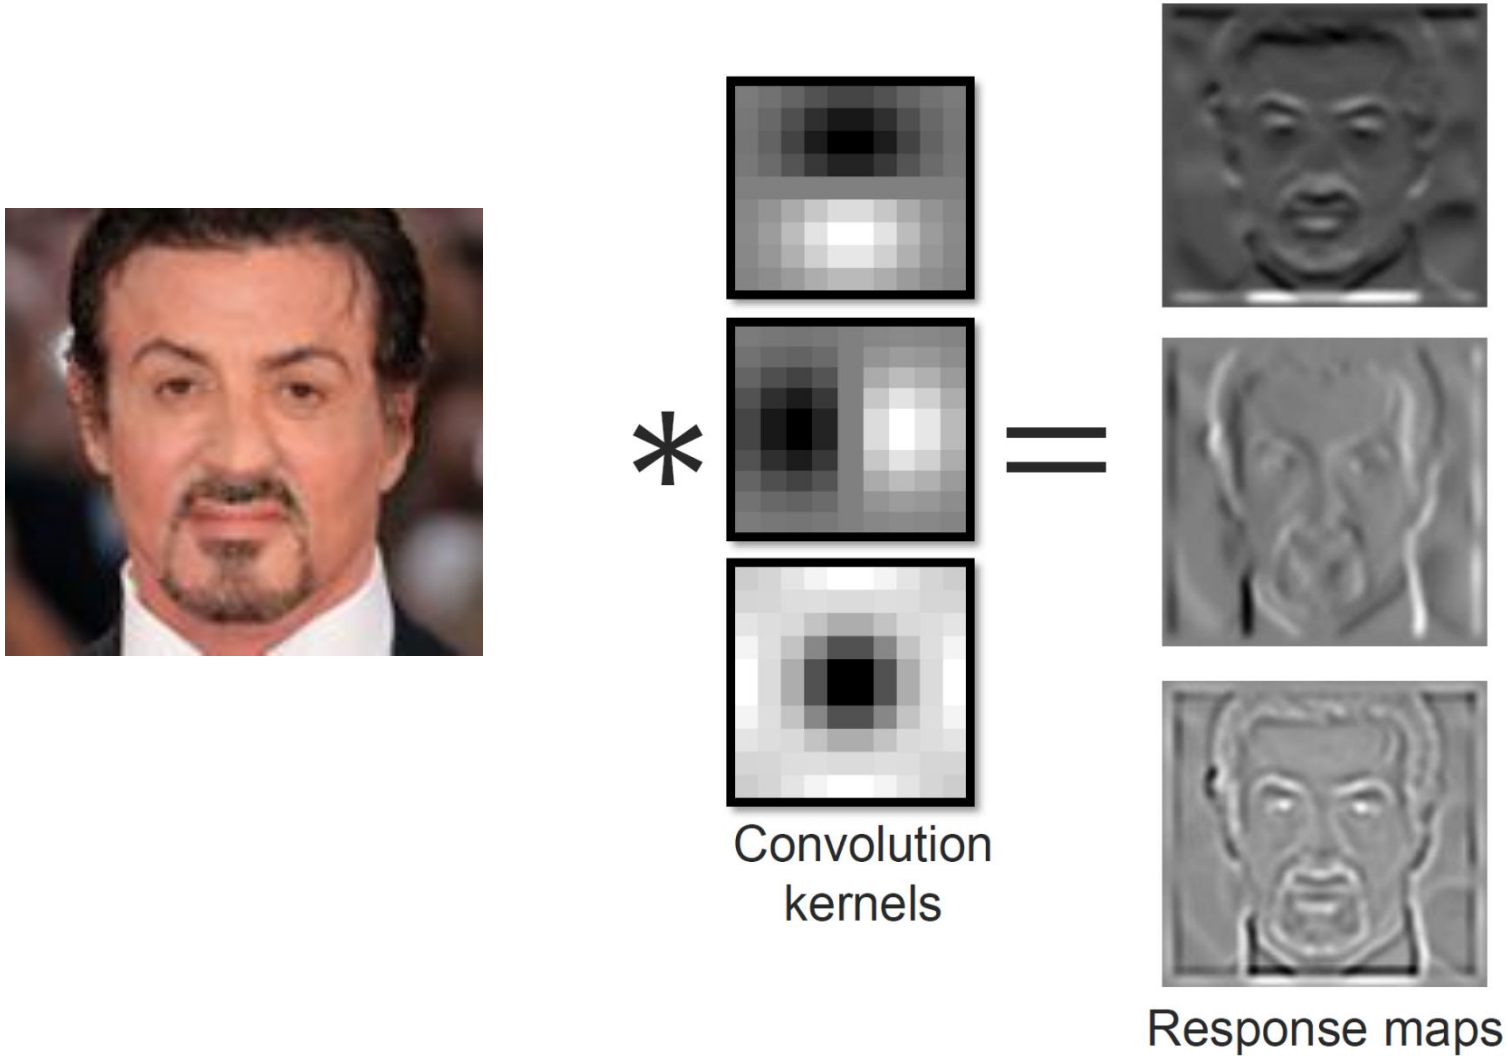 *
=
Convolution
kernels
Response maps